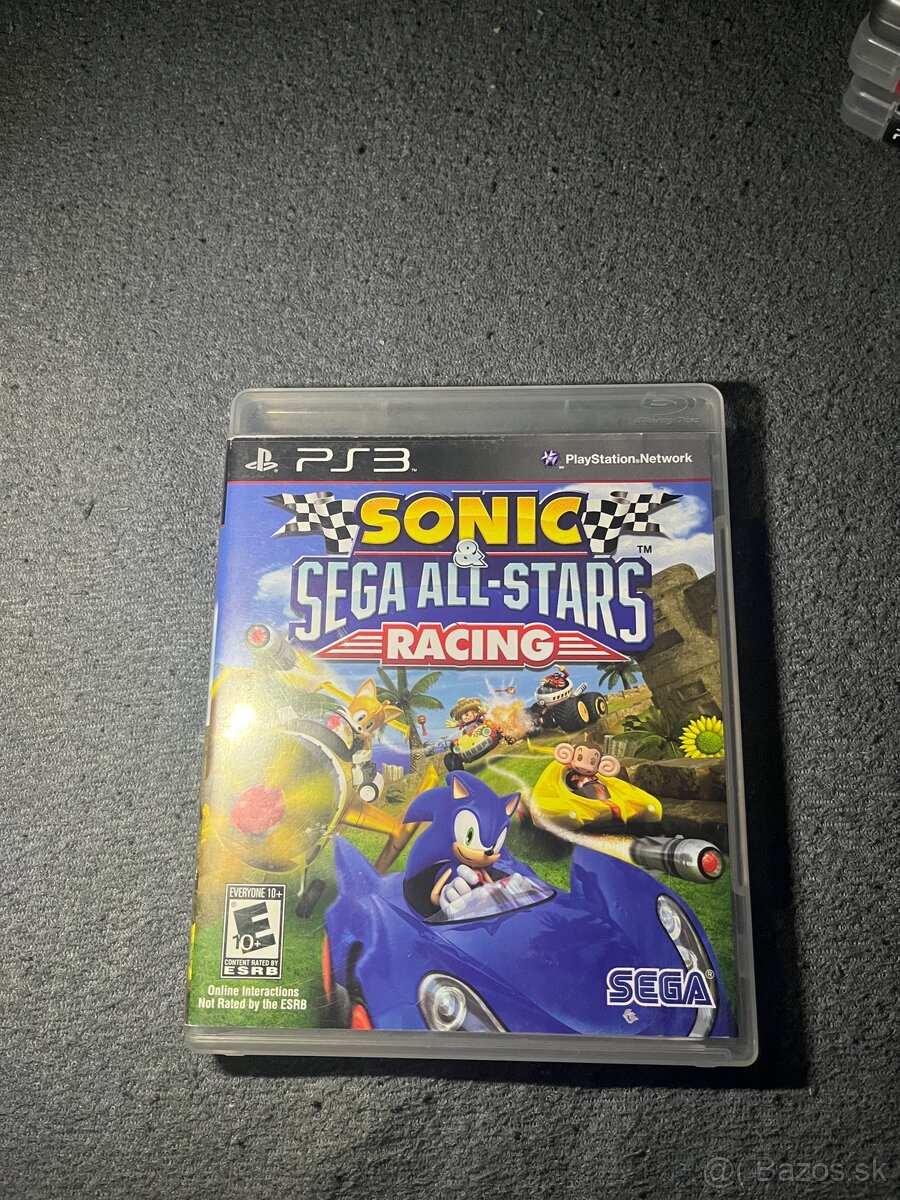 PS3
PlayStation®Network
SONIC
&
SEGA ALL-STARS™
RACING
EVERYONE 10+
E
10+
CONTENT RATED BY
ESRB
Online Interactions
Not Rated by the ESRB
SEGA®
@( Bazos.sk